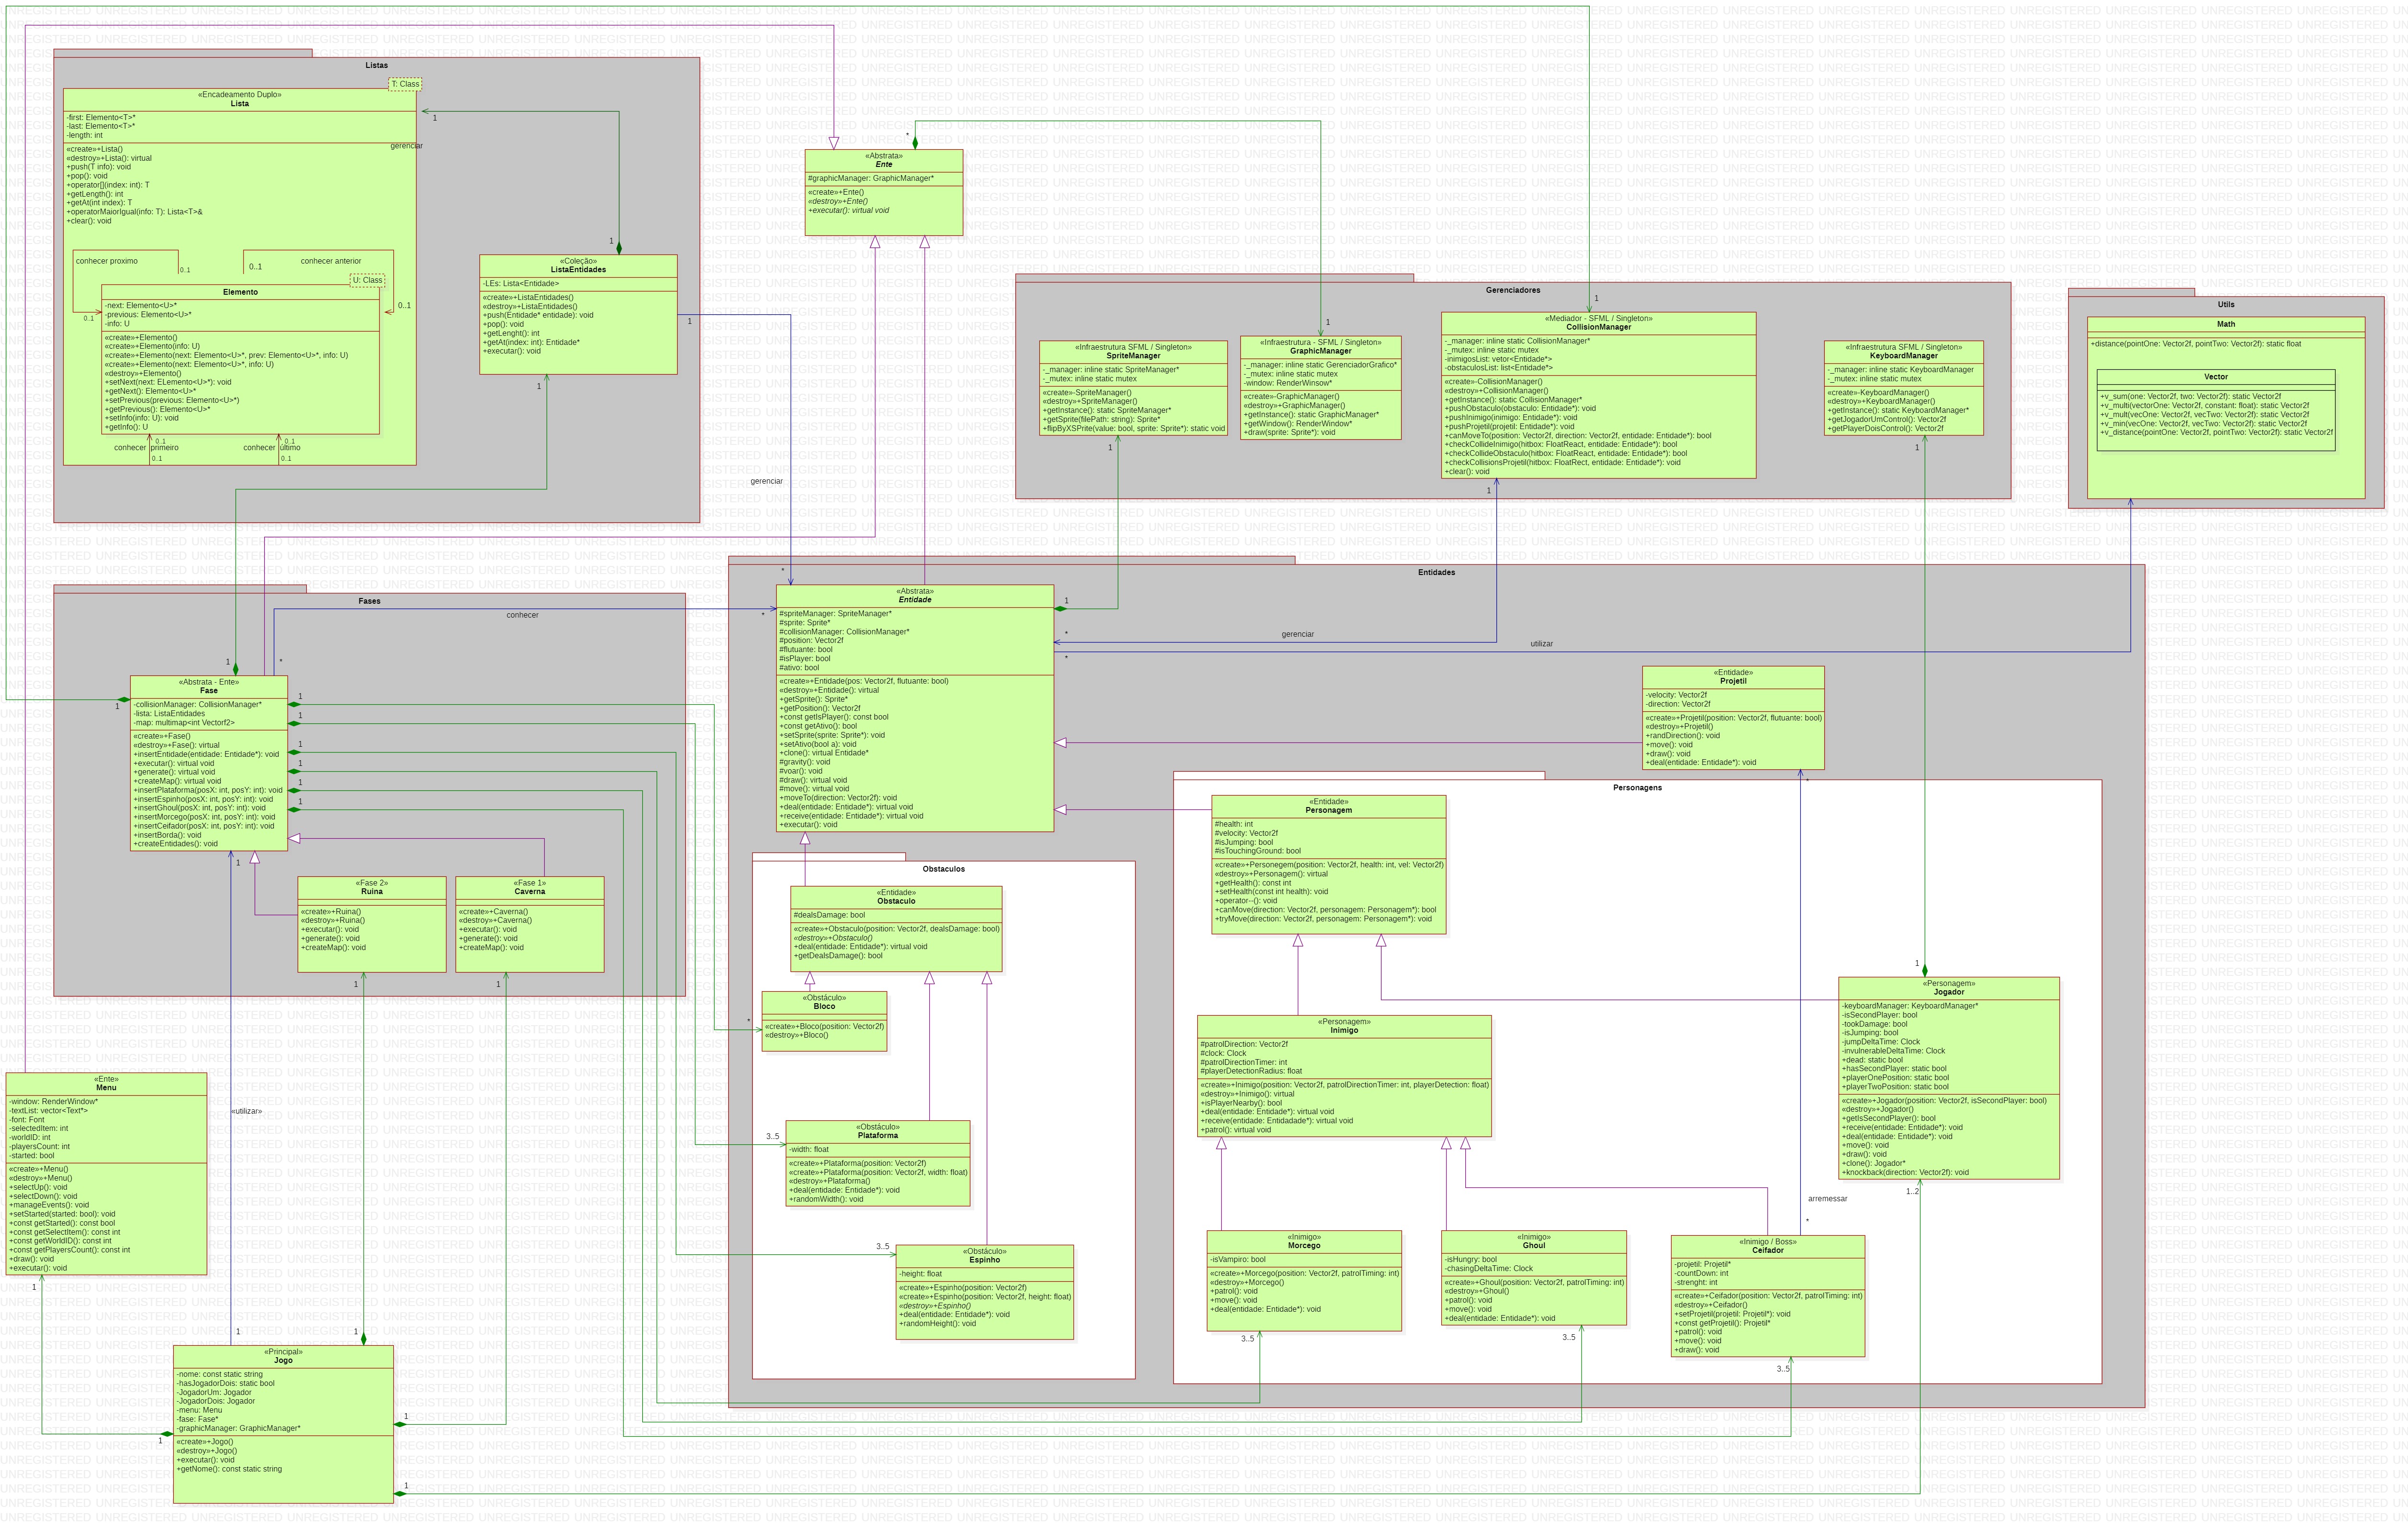 Listas
T: Class
«Encadeamento Duplo»
Lista
-first: Elemento<T>*
-last: Elemento<T>*
-length: int
«create»+Lista()
«destroy»+Lista(): virtual
+push(T info): void
+pop(): void
+operator[](index: int): T
+getLength(): int
+getAt(int index): T
+operatorMaiorIgual(info: T): Lista<T>&
+clear(): void
1
gerenciar
1
conhecer proximo
0..1
0..1
0..1
conhecer anterior
0..1
U: Class
Elemento
-next: Elemento<U>*
-previous: Elemento<U>*
-info: U
«create»+Elemento()
«create»+Elemento(info: U)
«create»+Elemento(next: Elemento<U>*, prev: Elemento<U>*, info: U)
«create»+Elemento(next: Elemento<U>*, info: U)
«destroy»+Elemento()
+setNext(next: ELemento<U>*): void
+getNext(): Elemento<U>*
+setPrevious(previous: Elemento<U>*)
+getPrevious(): Elemento<U>*
+setInfo(info: U): void
+getInfo(): U
0..1
conhecer primeiro
0..1
0..1
conhecer último
0..1
«Coleção»
ListaEntidades
-LEs: Lista<Entidade>
«create»+ListaEntidades()
«destroy»+ListaEntidades()
+push(Entidade* entidade): void
+pop(): void
+getLenght(): int
+getAt(index: int): Entidade*
+executar(): void
1
1
gerenciar
*
«Abstrata»
Ente
#graphicManager: GraphicManager*
«create»+Ente()
«destroy»+Ente()
+executar(): virtual void
*
1
1
Gerenciadores
«Infraestrutura SFML / Singleton»
SpriteManager
-_manager: inline static SpriteManager*
-_mutex: inline static mutex
«create»-SpriteManager()
«destroy»+SpriteManager()
+getInstance(): static SpriteManager*
+getSprite(filePath: string): Sprite*
+flipByXSPrite(value: bool, sprite: Sprite*): static void
1
«Infraestrutura - SFML / Singleton»
GraphicManager
-_manager: inline static GerenciadorGrafico*
-_mutex: inline static mutex
-window: RenderWinsow*
«create»-GraphicManager()
«destroy»+GraphicManager()
+getInstance(): static GraphicManager*
+getWindow(): RenderWindow*
+draw(sprite: Sprite*): void
«Mediador - SFML / Singleton»
CollisionManager
-_manager: inline static CollisionManager*
-_mutex: inline static mutex
-inimigosList: vetor<Entidade*>
-obstaculosList: list<Entidade*>
«create»-CollisionManager()
«destroy»+CollisionManager()
+getInstance(): static CollisionManager*
+pushObstaculo(obstaculo: Entidade*): void
+pushInimigo(inimigo: Entidade*): void
+pushProjetil(projetil: Entidade*): void
+canMoveTo(position: Vector2f, direction: Vector2f, entidade: Entidade*): bool
+checkCollideInimigo(hitbox: FloatReact, entidade: Entidade*): bool
+checkCollideObstaculo(hitbox: FloatReact, entidade: Entidade*): bool
+checkCollisionsProjetil(hitbox: FloatRect, entidade: Entidade*): void
+clear(): void
1
«Infraestrutura SFML / Singleton»
KeyboardManager
-_manager: inline static KeyboardManager
-_mutex: inline static mutex
«create»-KeyboardManager()
«destroy»+KeyboardManager()
+getInstance(): static KeyboardManager*
+getJogadorUmControl(): Vector2f
+getPlayerDoisControl(): Vector2f
1
Utils
Math
+distance(pointOne: Vector2f, pointTwo: Vector2f): static float
Vector
+v_sum(one: Vector2f, two: Vector2f): static Vector2f
+v_multi(vectorOne: Vector2f, constant: float): static Vector2f
+v_mult(vecOne: Vector2f, vecTwo: Vector2f): static Vector2f
+v_min(vecOne: Vector2f, vecTwo: Vector2f): static Vector2f
+v_distance(pointOne: Vector2f, pointTwo: Vector2f): static Vector2f
Fases
conhecer
*
*
1
1
«Abstrata - Ente»
Fase
-collisionManager: CollisionManager*
-lista: ListaEntidades
-map: multimap<int Vectorf2>
«create»+Fase()
«destroy»+Fase(): virtual
+insertEntidade(entidade: Entidade*): void
+executar(): virtual void
+generate(): virtual void
+createMap(): virtual void
+insertPlataforma(posX: int, posY: int): void
+insertEspinho(posX: int, posY: int): void
+insertGhoul(posX: int, posY: int): void
+insertMorcego(posX: int, posY: int): void
+insertCeifador(posX: int, posY: int): void
+insertBorda(): void
+createEntidades(): void
1
1
1
1
1
1
1
«Fase 2»
Ruina
«create»+Ruina()
«destroy»+Ruina()
+executar(): void
+generate(): void
+createMap(): void
1
«Fase 1»
Caverna
«create»+Caverna()
«destroy»+Caverna()
+executar(): void
+generate(): void
+createMap(): void
1
Entidades
«Abstrata»
Entidade
#spriteManager: SpriteManager*
#sprite: Sprite*
#collisionManager: CollisionManager*
#position: Vector2f
#flutuante: bool
#isPlayer: bool
#ativo: bool
«create»+Entidade(pos: Vector2f, flutuante: bool)
«destroy»+Entidade(): virtual
+getSprite(): Sprite*
+getPosition(): Vector2f
+const getIsPlayer(): const bool
+const getAtivo(): bool
+setSprite(sprite: Sprite*): void
+setAtivo(bool a): void
+clone(): virtual Entidade*
#gravity(): void
#voar(): void
#draw(): virtual void
#move(): virtual void
+moveTo(direction: Vector2f): void
+deal(entidade: Entidade*): virtual void
+receive(entidade: Entidade*): virtual void
+executar(): void
1
*
gerenciar
utilizar
*
«Entidade»
Projetil
-velocity: Vector2f
-direction: Vector2f
«create»+Projetil(position: Vector2f, flutuante: bool)
«destroy»+Projetil()
+randDirection(): void
+move(): void
+draw(): void
+deal(entidade: Entidade*): void
*
Obstaculos
«Entidade»
Obstaculo
#dealsDamage: bool
«create»+Obstaculo(position: Vector2f, dealsDamage: bool)
«destroy»+Obstaculo()
+deal(entidade: Entidade*): virtual void
+getDealsDamage(): bool
*
«Obstáculo»
Bloco
«create»+Bloco(position: Vector2f)
«destroy»+Bloco()
3..5
«Obstáculo»
Plataforma
-width: float
«create»+Plataforma(position: Vector2f)
«create»+Plataforma(position: Vector2f, width: float)
«destroy»+Plataforma()
+deal(entidade: Entidade*): void
+randomWidth(): void
3..5
«Obstáculo»
Espinho
-height: float
«create»+Espinho(position: Vector2f)
«create»+Espinho(position: Vector2f, height: float)
«destroy»+Espinho()
+deal(entidade: Entidade*): void
+randomHeight(): void
Personagens
«Entidade»
Personagem
#health: int
#velocity: Vector2f
#isJumping: bool
#isTouchingGround: bool
«create»+Personegem(position: Vector2f, health: int, vel: Vector2f)
«destroy»+Personagem(): virtual
+getHealth(): const int
+setHealth(const int health): void
+operator--(): void
+canMove(direction: Vector2f, personagem: Personagem*): bool
+tryMove(direction: Vector2f, personagem: Personagem*): void
«Personagem»
Inimigo
#patrolDirection: Vector2f
#clock: Clock
#patrolDirectionTimer: int
#playerDetectionRadius: float
«create»+Inimigo(position: Vector2f, patrolDirectionTimer: int, playerDetection: float)
«destroy»+Inimigo(): virtual
+isPlayerNearby(): bool
+deal(entidade: Entidade*): virtual void
+receive(entidade: Entidadade*): virtual void
+patrol(): virtual void
1
«Personagem»
Jogador
-keyboardManager: KeyboardManager*
-isSecondPlayer: bool
-tookDamage: bool
-isJumping: bool
-jumpDeltaTime: Clock
-invulnerableDeltaTime: Clock
+dead: static bool
+hasSecondPlayer: static bool
+playerOnePosition: static bool
+playerTwoPosition: static bool
«create»+Jogador(position: Vector2f, isSecondPlayer: bool)
«destroy»+Jogador()
+getIsSecondPlayer(): bool
+receive(entidade: Entidade*): void
+deal(entidade: Entidade*): void
+move(): void
+draw(): void
+clone(): Jogador*
+knockback(direction: Vector2f): void
1..2
arremessar
*
«Inimigo»
Morcego
-isVampiro: bool
«create»+Morcego(position: Vector2f, patrolTiming: int)
«destroy»+Morcego()
+patrol(): void
+move(): void
+deal(entidade: Entidade*): void
3..5
«Inimigo»
Ghoul
-isHungry: bool
-chasingDeltaTime: Clock
«create»+Ghoul(position: Vector2f, patrolTiming: int)
«destroy»+Ghoul()
+patrol(): void
+move(): void
+deal(entidade: Entidade*): void
3..5
«Inimigo / Boss»
Ceifador
-projetil: Projetil*
-countDown: int
-strenght: int
«create»+Ceifador(position: Vector2f, patrolTiming: int)
«destroy»+Ceifador()
+setProjetil(projetil: Projetil*): void
+const getProjetil(): Projetil*
+patrol(): void
+move(): void
+draw(): void
3..5
«Ente»
Menu
-window: RenderWindow*
-textList: vector<Text*>
-font: Font
-selectedItem: int
-worldID: int
-playersCount: int
-started: bool
«create»+Menu()
«destroy»+Menu()
+selectUp(): void
+selectDown(): void
+manageEvents(): void
+setStarted(started: bool): void
+const getStarted(): const bool
+const getSelectItem(): const int
+const getWorldID(): const int
+const getPlayersCount(): const int
+draw(): void
+executar(): void
1
1
«utilizar»
1
1
1
«Principal»
Jogo
-nome: const static string
-hasJogadorDois: static bool
-JogadorUm: Jogador
-JogadorDois: Jogador
-menu: Menu
-fase: Fase*
-graphicManager: GraphicManager*
«create»+Jogo()
«destroy»+Jogo()
+executar(): void
+getNome(): const static string
1
1